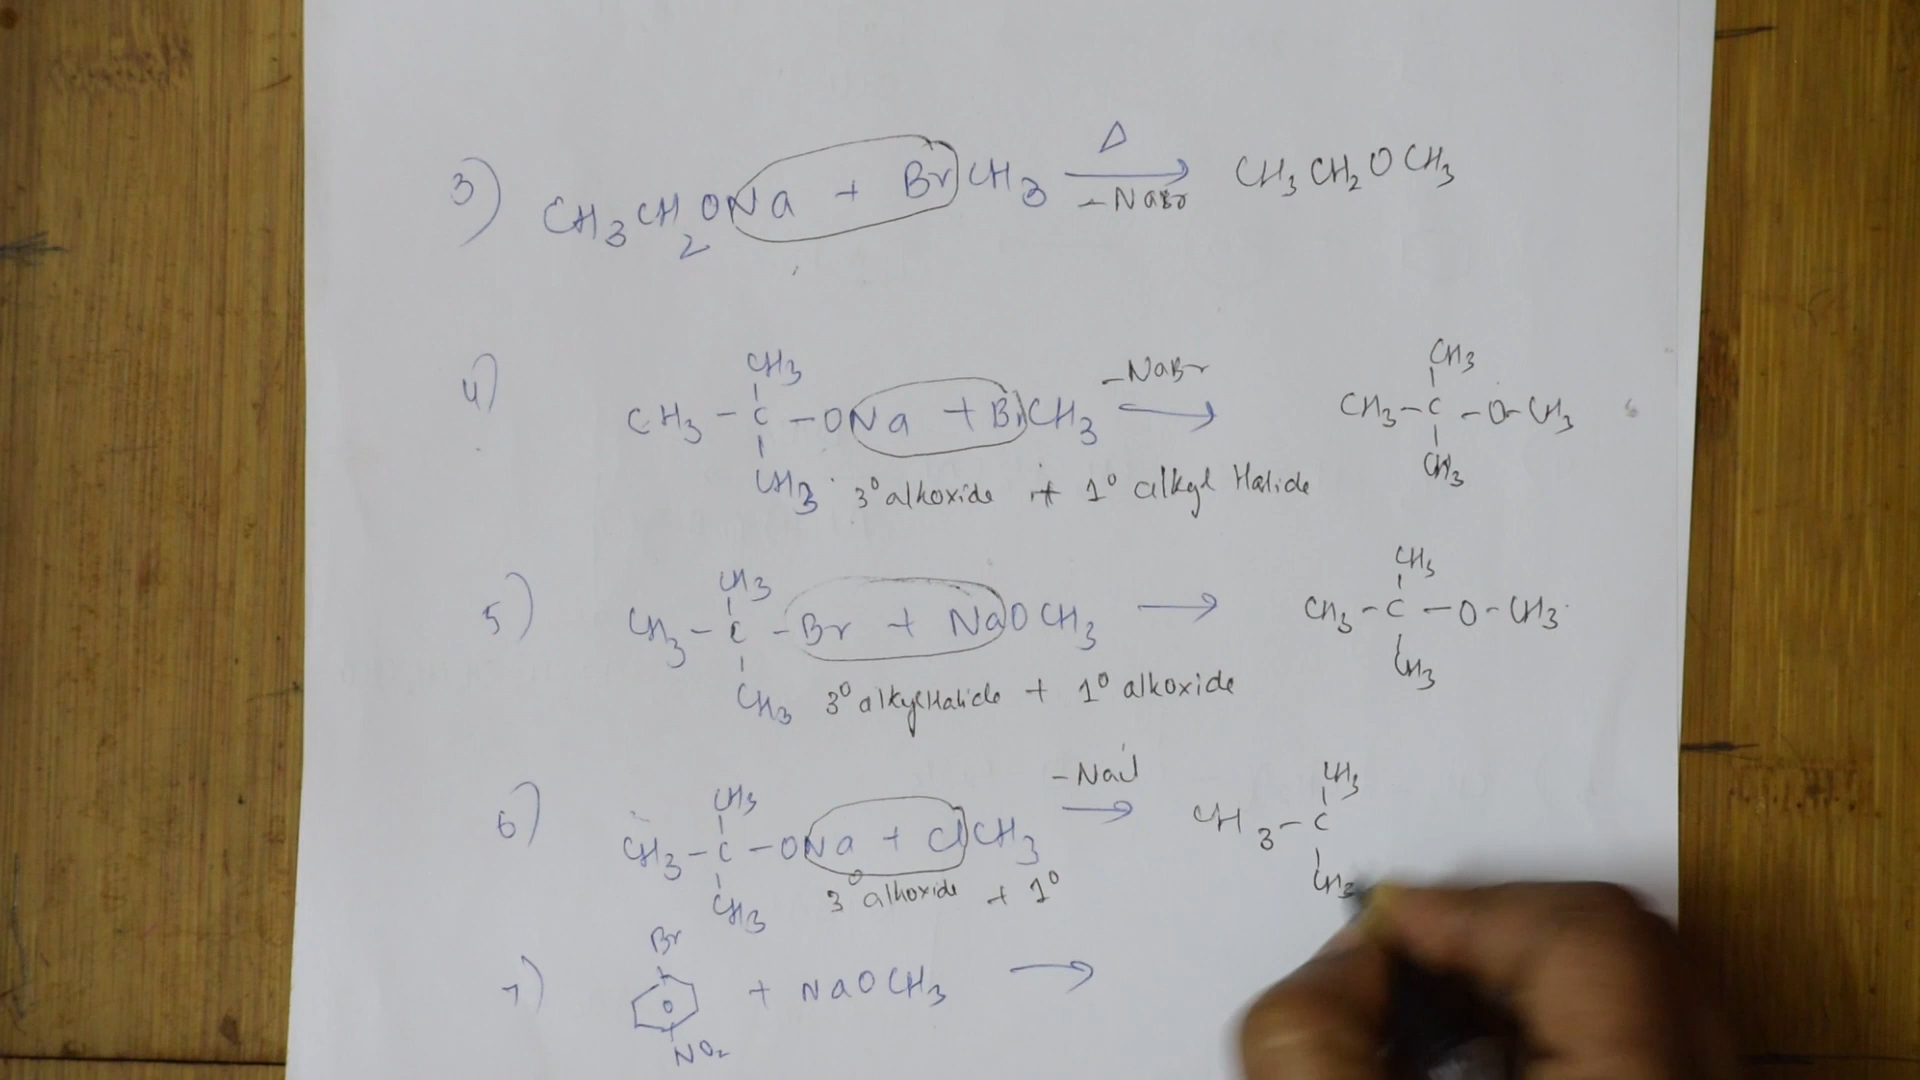 3) CH3CH2ONa + BrCH3 Δ → -NaBr CH3CH2OCH3
4) CH3 - C - ONa + BrCH3 -NaBr → CH3 - C - O - CH3
CH3 CH3
CH3 CH3
3° alkoxide + 1° alkyl Halide
5) CH3 - C - Br + NaOCH3 → CH3 - C - O - CH3
CH3 CH3
CH3 CH3
3° alkylHalide + 1° alkoxide
6) CH3 - C - ONa + ClCH3 -NaCl → CH3 - C
CH3 CH3
CH3 CH3
3° alkoxide + 1°
Br
7) + NaOCH3 →
NO2